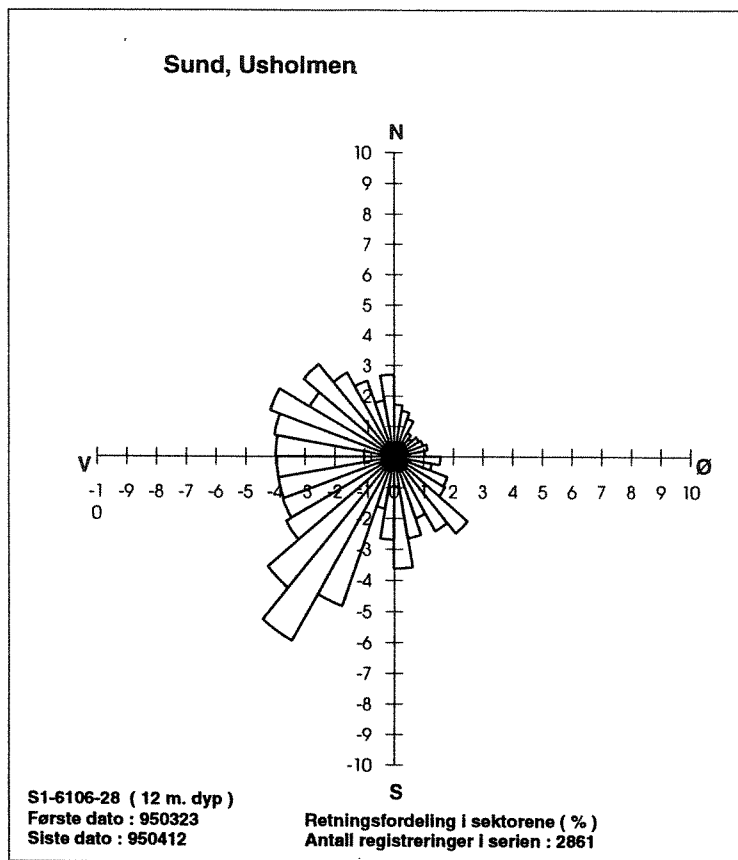 Sund, Usholmen
N
10
9
8
7
6
5
4
3
2
V
Ø
-1 -9 -8 -7 -6 -5 -4 -3 -2 -1 0 1 2 3 4 5 6 7 8 9 10
0
-2
-3
-4
-5
-6
-7
-8
-9
-10
S
S1-6106-28 ( 12 m. dyp )
Første dato : 950323
Siste dato : 950412
Retningsfordeling i sektorene ( % )
Antall registreringer i serien : 2861